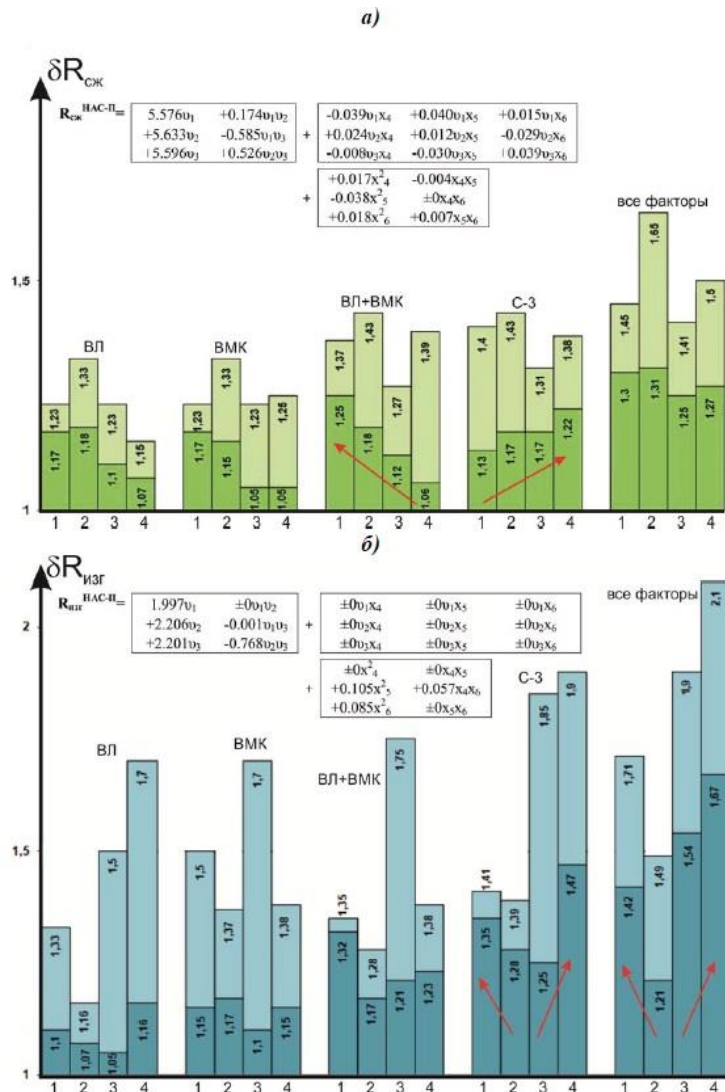 а)
δRсж
Rсж^НАС-П=
5.576υ1 +0.174υ1υ2
+5.633υ2 -0.585υ1υ3
+5.596υ3 +0.526υ2υ3
+
-0.039υ1x4 +0.040υ1x5 +0.015υ1x6
+0.024υ2x4 +0.012υ2x5 -0.029υ2x6
-0.008υ3x4 -0.030υ3x5 +0.039υ3x6
+
+0.017x²4 -0.004x4x5
-0.038x²5 ±0x4x6
+0.018x²6 +0.007x5x6
все факторы
1,5
ВЛ ВМК ВЛ+ВМК С-3
1,23 1,33 1,23 1,15 1,23 1,33 1,23 1,25 1,37 1,43 1,27 1,39 1,4 1,43 1,31 1,38 1,45 1,65 1,41 1,5
1,17 1,18 1,1 1,07 1,17 1,15 1,05 1,05 1,25 1,18 1,12 1,06 1,13 1,17 1,17 1,22 1,3 1,31 1,25 1,27
1
1 2 3 4 1 2 3 4 1 2 3 4 1 2 3 4 1 2 3 4
б)
δRизг
Rизг^НАС-П=
1.997υ1 ±0υ1υ2
+2.206υ2 -0.001υ1υ3
+2.201υ3 -0.768υ2υ3
+
±0υ1x4 ±0υ1x5 ±0υ1x6
±0υ2x4 ±0υ2x5 ±0υ2x6
±0υ3x4 ±0υ3x5 ±0υ3x6
+
±0x²4 ±0x4x5
+0.105x²5 +0.057x4x6
+0.085x²6 ±0x5x6
все факторы
2
С-3
ВЛ ВМК ВЛ+ВМК
1,5
1,33 1,16 1,5 1,7 1,5 1,37 1,7 1,38 1,35 1,28 1,75 1,38 1,41 1,39 1,85 1,9 1,71 1,49 1,9 2,1
1,1 1,07 1,05 1,16 1,15 1,17 1,1 1,15 1,32 1,17 1,21 1,23 1,35 1,28 1,25 1,47 1,42 1,21 1,54 1,67
1
1 2 3 4 1 2 3 4 1 2 3 4 1 2 3 4 1 2 3 4